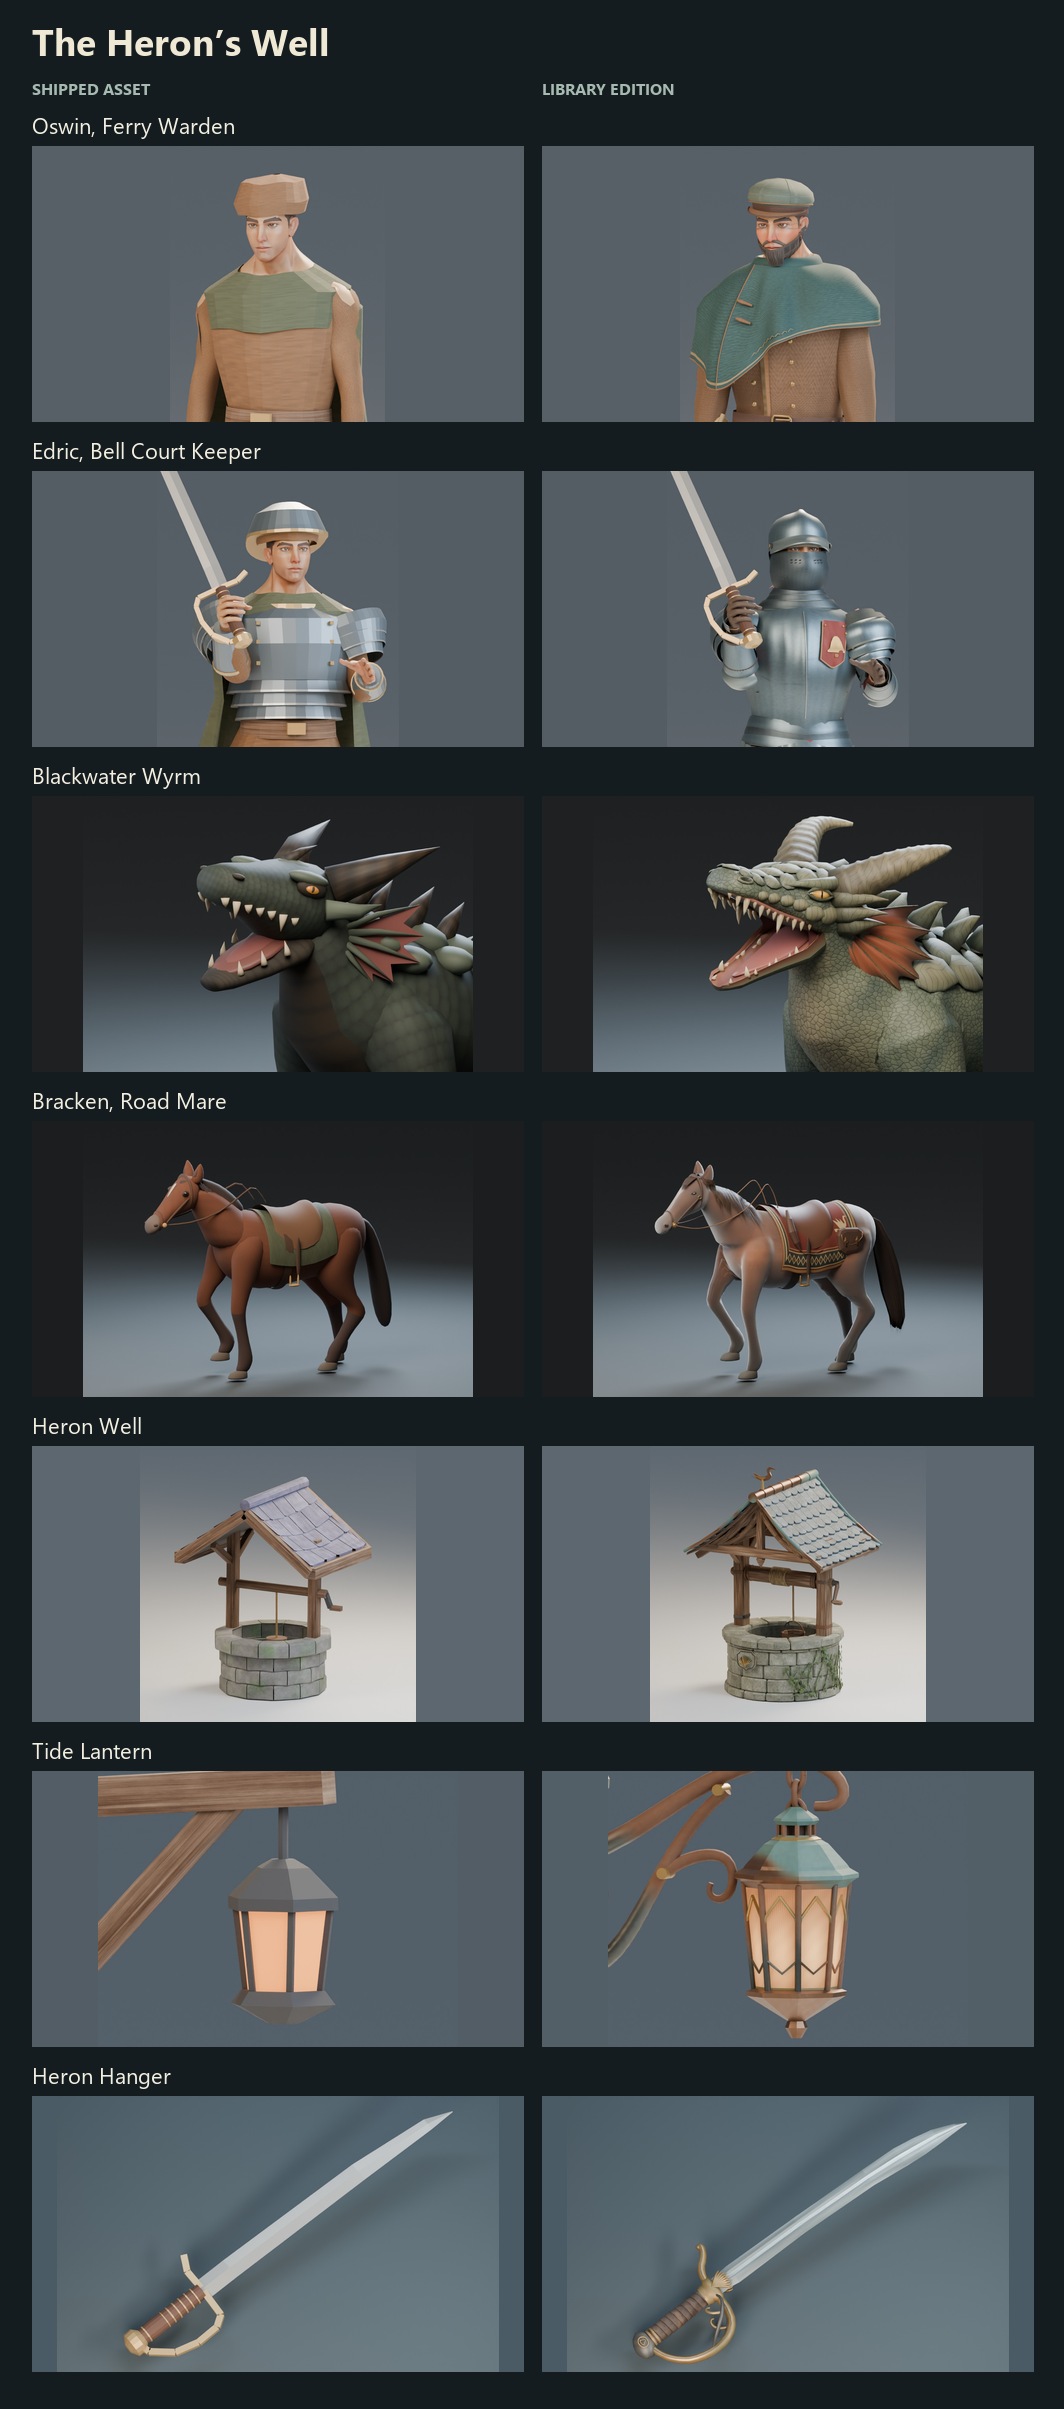 The Heron’s Well
SHIPPED ASSET
LIBRARY EDITION
Oswin, Ferry Warden
Edric, Bell Court Keeper
Blackwater Wyrm
Bracken, Road Mare
Heron Well
Tide Lantern
Heron Hanger